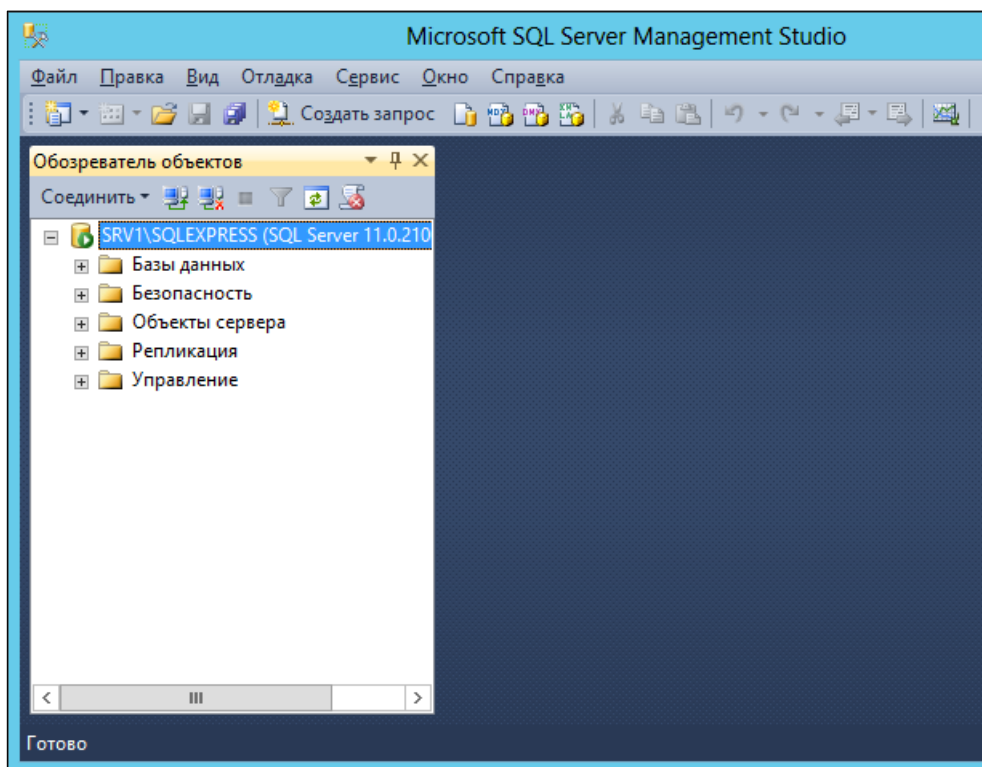 Microsoft SQL Server Management Studio
Файл Правка Вид Отладка Сервис Окно Справка
Создать запрос
Обозреватель объектов
Соединить
SRV1\SQLEXPRESS (SQL Server 11.0.210
Базы данных
Безопасность
Объекты сервера
Репликация
Управление
Готово